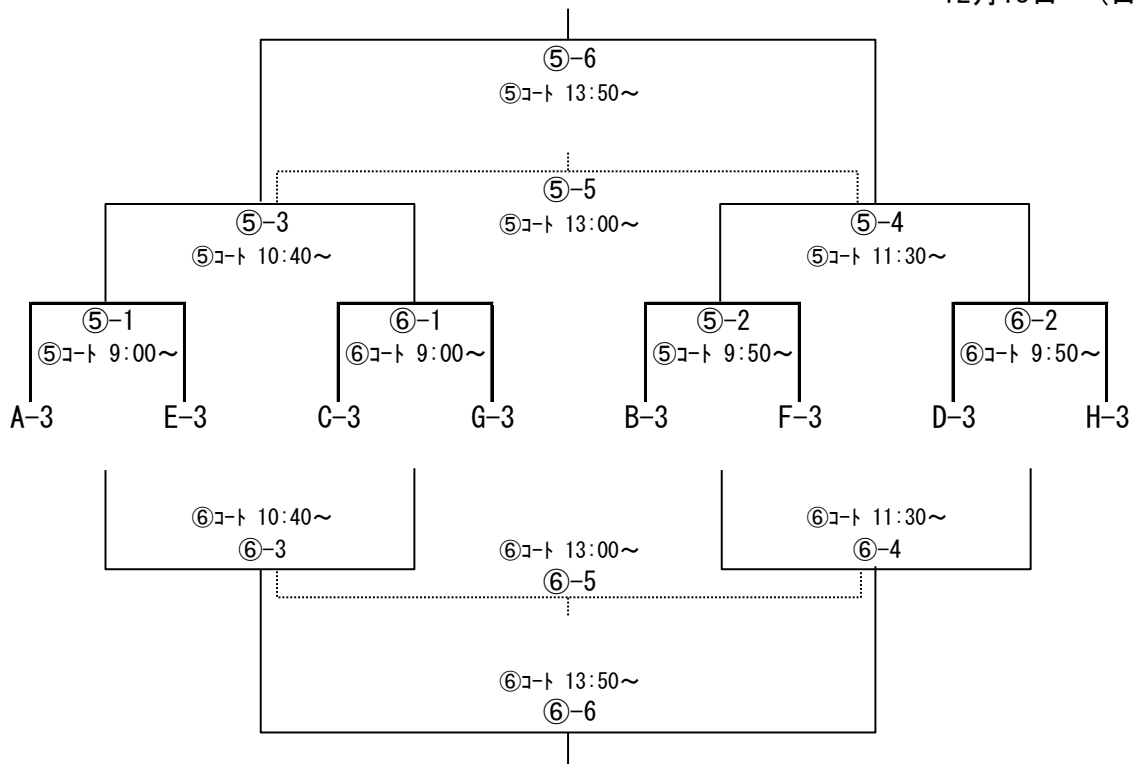 ⑤-6
⑤ｺｰﾄ 13:50～
⑤-5
⑤ｺｰﾄ 13:00～
⑤-3
⑤ｺｰﾄ 10:40～
⑤-4
⑤ｺｰﾄ 11:30～
⑤-1
⑤ｺｰﾄ 9:00～
⑥-1
⑥ｺｰﾄ 9:00～
⑤-2
⑤ｺｰﾄ 9:50～
⑥-2
⑥ｺｰﾄ 9:50～
A-3 E-3 C-3 G-3 B-3 F-3 D-3 H-3
⑥ｺｰﾄ 10:40～
⑥-3
⑥ｺｰﾄ 11:30～
⑥-4
⑥ｺｰﾄ 13:00～
⑥-5
⑥ｺｰﾄ 13:50～
⑥-6